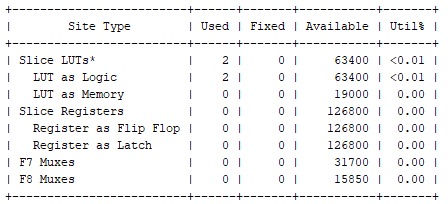 +----------------------------+------+-------+-----------+-------+
|          Site Type         | Used | Fixed | Available | Util% |
+----------------------------+------+-------+-----------+-------+
| Slice LUTs*                |    2 |     0 |     63400 | <0.01 |
|   LUT as Logic             |    2 |     0 |     63400 | <0.01 |
|   LUT as Memory            |    0 |     0 |     19000 |  0.00 |
| Slice Registers            |    0 |     0 |    126800 |  0.00 |
|   Register as Flip Flop    |    0 |     0 |    126800 |  0.00 |
|   Register as Latch        |    0 |     0 |    126800 |  0.00 |
| F7 Muxes                   |    0 |     0 |     31700 |  0.00 |
| F8 Muxes                   |    0 |     0 |     15850 |  0.00 |
+----------------------------+------+-------+-----------+-------+